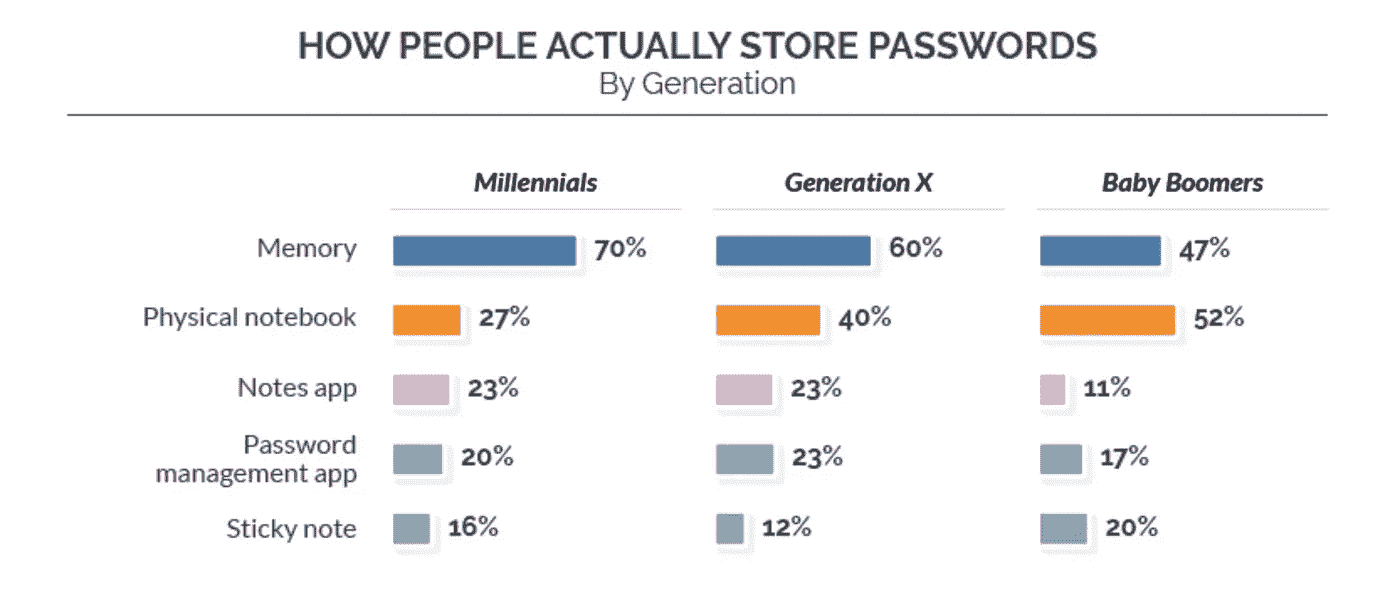 HOW PEOPLE ACTUALLY STORE PASSWORDS
By Generation
Millennials Generation X Baby Boomers
Memory 70% 60% 47%
Physical notebook 27% 40% 52%
Notes app 23% 23% 11%
Password
management app 20% 23% 17%
Sticky note 16% 12% 20%